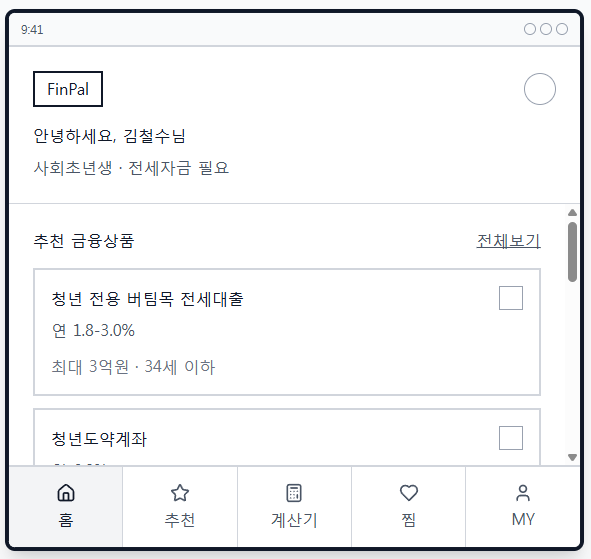 9:41
FinPal
안녕하세요, 김철수님
사회초년생 · 전세자금 필요
추천 금융상품
전체보기
청년 전용 버팀목 전세대출
연 1.8-3.0%
최대 3억원 · 34세 이하
청년도약계좌
홈
추천
계산기
찜
MY